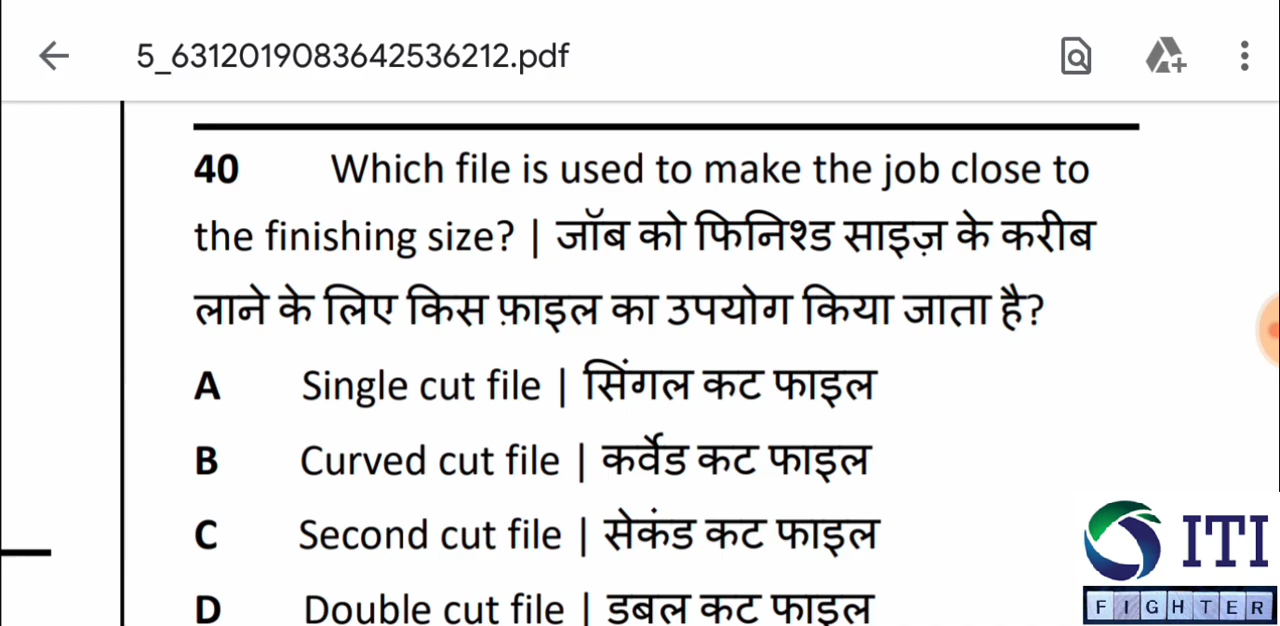 5_6312019083642536212.pdf
40 Which file is used to make the job close to
the finishing size? | जॉब को फिनिश्ड साइज़ के करीब
लाने के लिए किस फ़ाइल का उपयोग किया जाता है?
A Single cut file | सिंगल कट फाइल
B Curved cut file | कर्वेड कट फाइल
C Second cut file | सेकंड कट फाइल
D Double cut file | डबल कट फाइल
ITI
FIGHTER